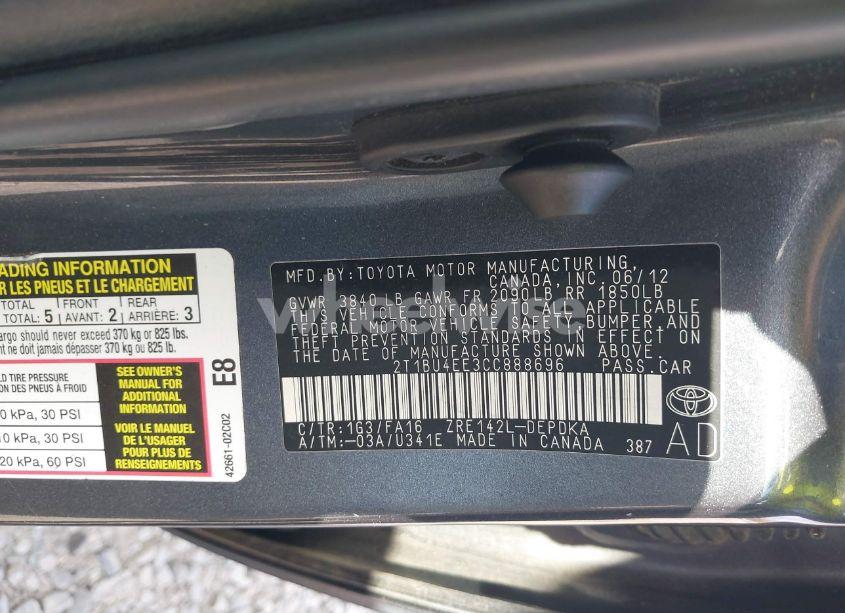 ADING INFORMATION
R LES PNEUS ET LE CHARGEMENT
TOTAL FRONT REAR
TOTAL: 5 AVANT: 2 ARRIÈRE: 3
argo should never exceed 370 kg or 825 lbs.
nt ne doit jamais dépasser 370 kg ou 825 lb.
LD TIRE PRESSURE
ON DES PNEUS À FROID
0 kPa, 30 PSI
10 kPa, 30 PSI
20 kPa, 60 PSI
SEE OWNER'S
MANUAL FOR
ADDITIONAL
INFORMATION
VOIR LE MANUEL
DE L'USAGER
POUR PLUS DE
RENSEIGNEMENTS
E8
42661-02C02
MFD.BY:TOYOTA MOTOR MANUFACTURING,
CANADA, INC. 06/12
GVWR 3840 LB GAWR FR 2090LB RR 1850LB
THIS VEHICLE CONFORMS TO ALL APPLICABLE
FEDERAL MOTOR VEHICLE SAFETY,BUMPER,AND
THEFT PREVENTION STANDARDS IN EFFECT ON
THE DATE OF MANUFACTURE SHOWN ABOVE.
2T1BU4EE3CC888696 PASS.CAR
C/TR:1G3/FA16 ZRE142L-DEPDKA
A/TM:-03A/U341E MADE IN CANADA 387
AD
wheelwise